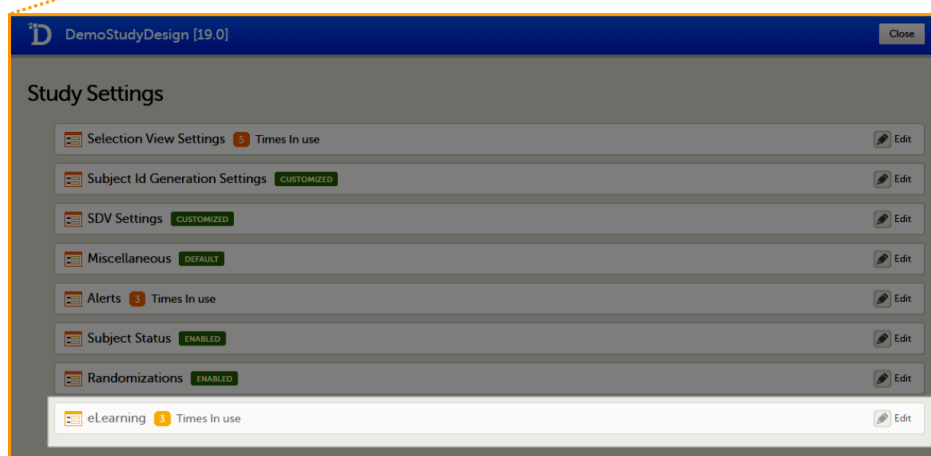 DemoStudyDesign [19.0] Close
Study Settings
Selection View Settings 5 Times In use Edit
Subject Id Generation Settings CUSTOMIZED Edit
SDV Settings CUSTOMIZED Edit
Miscellaneous DEFAULT Edit
Alerts 3 Times In use Edit
Subject Status ENABLED Edit
Randomizations ENABLED Edit
eLearning 3 Times In use Edit